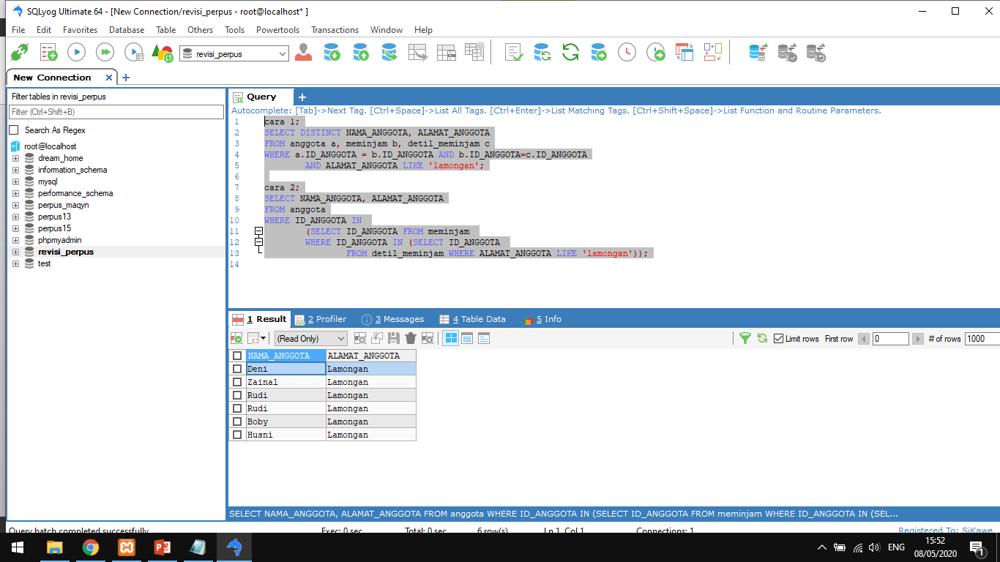 SQLyog Ultimate 64 - [New Connection/revisi_perpus - root@localhost* ]
File Edit Favorites Database Table Others Tools Powertools Transactions Window Help
revisi_perpus
New Connection
Filter tables in revisi_perpus
Filter (Ctrl+Shift+B)
Search As Regex
root@localhost
dream_home
information_schema
mysql
performance_schema
perpus_maqyn
perpus13
perpus15
phpmyadmin
revisi_perpus
test
Query
Autocomplete: [Tab]->Next Tag. [Ctrl+Space]->List All Tags. [Ctrl+Enter]->List Matching Tags. [Ctrl+Shift+Space]->List Function and Routine Parameters.
1 cara 1;
2 SELECT DISTINCT NAMA_ANGGOTA, ALAMAT_ANGGOTA
3 FROM anggota a, meminjam b, detil_meminjam c
4 WHERE a.ID_ANGGOTA = b.ID_ANGGOTA AND b.ID_ANGGOTA=c.ID_ANGGOTA
5 AND ALAMAT_ANGGOTA LIKE 'lamongan';
6
7 cara 2;
8 SELECT NAMA_ANGGOTA, ALAMAT_ANGGOTA
9 FROM anggota
10 WHERE ID_ANGGOTA IN
11 (SELECT ID_ANGGOTA FROM meminjam
12 WHERE ID_ANGGOTA IN (SELECT ID_ANGGOTA
13 FROM detil_meminjam WHERE ALAMAT_ANGGOTA LIKE 'lamongan'));
14
1 Result 2 Profiler 3 Messages 4 Table Data 5 Info
(Read Only) Limit rows First row 0 # of rows 1000
NAMA_ANGGOTA ALAMAT_ANGGOTA
Deni Lamongan
Zainal Lamongan
Rudi Lamongan
Rudi Lamongan
Boby Lamongan
Husni Lamongan
SELECT NAMA_ANGGOTA, ALAMAT_ANGGOTA FROM anggota WHERE ID_ANGGOTA IN (SELECT ID_ANGGOTA FROM meminjam WHERE ID_ANGGOTA IN (SEL...
Query batch completed successfully Exec: 0 sec Total: 0 sec 6 row(s) Ln 1, Col 1 Connections: 1 Registered To: SiKawe
ENG
15:52
08/05/2020
1